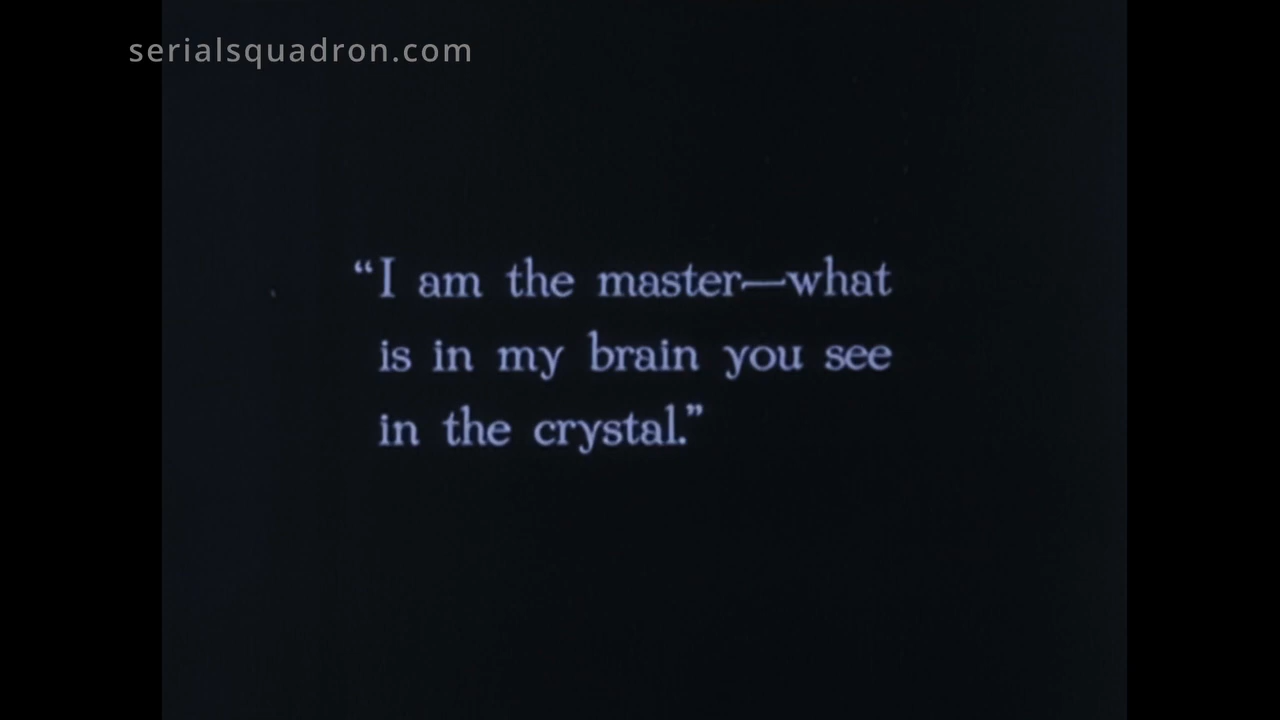 serialsquadron.com
“I am the master—what
is in my brain you see
in the crystal.”